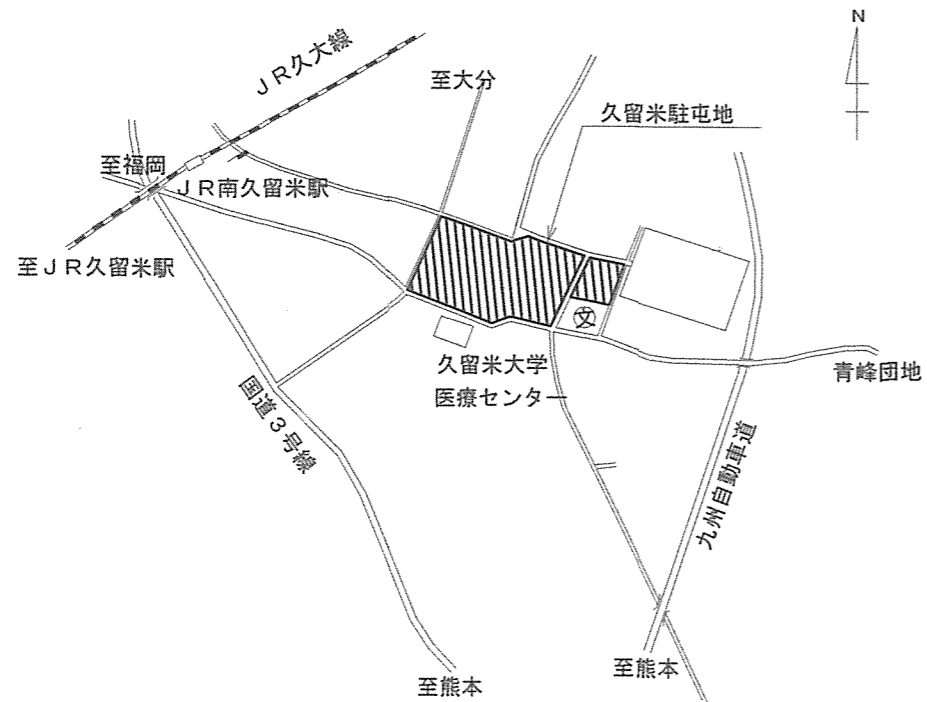 N
ＪＲ久大線
至大分
久留米駐屯地
至福岡
ＪＲ南久留米駅
至ＪＲ久留米駅
文
久留米大学
医療センター
青峰団地
国道３号線
九州自動車道
至熊本
至熊本